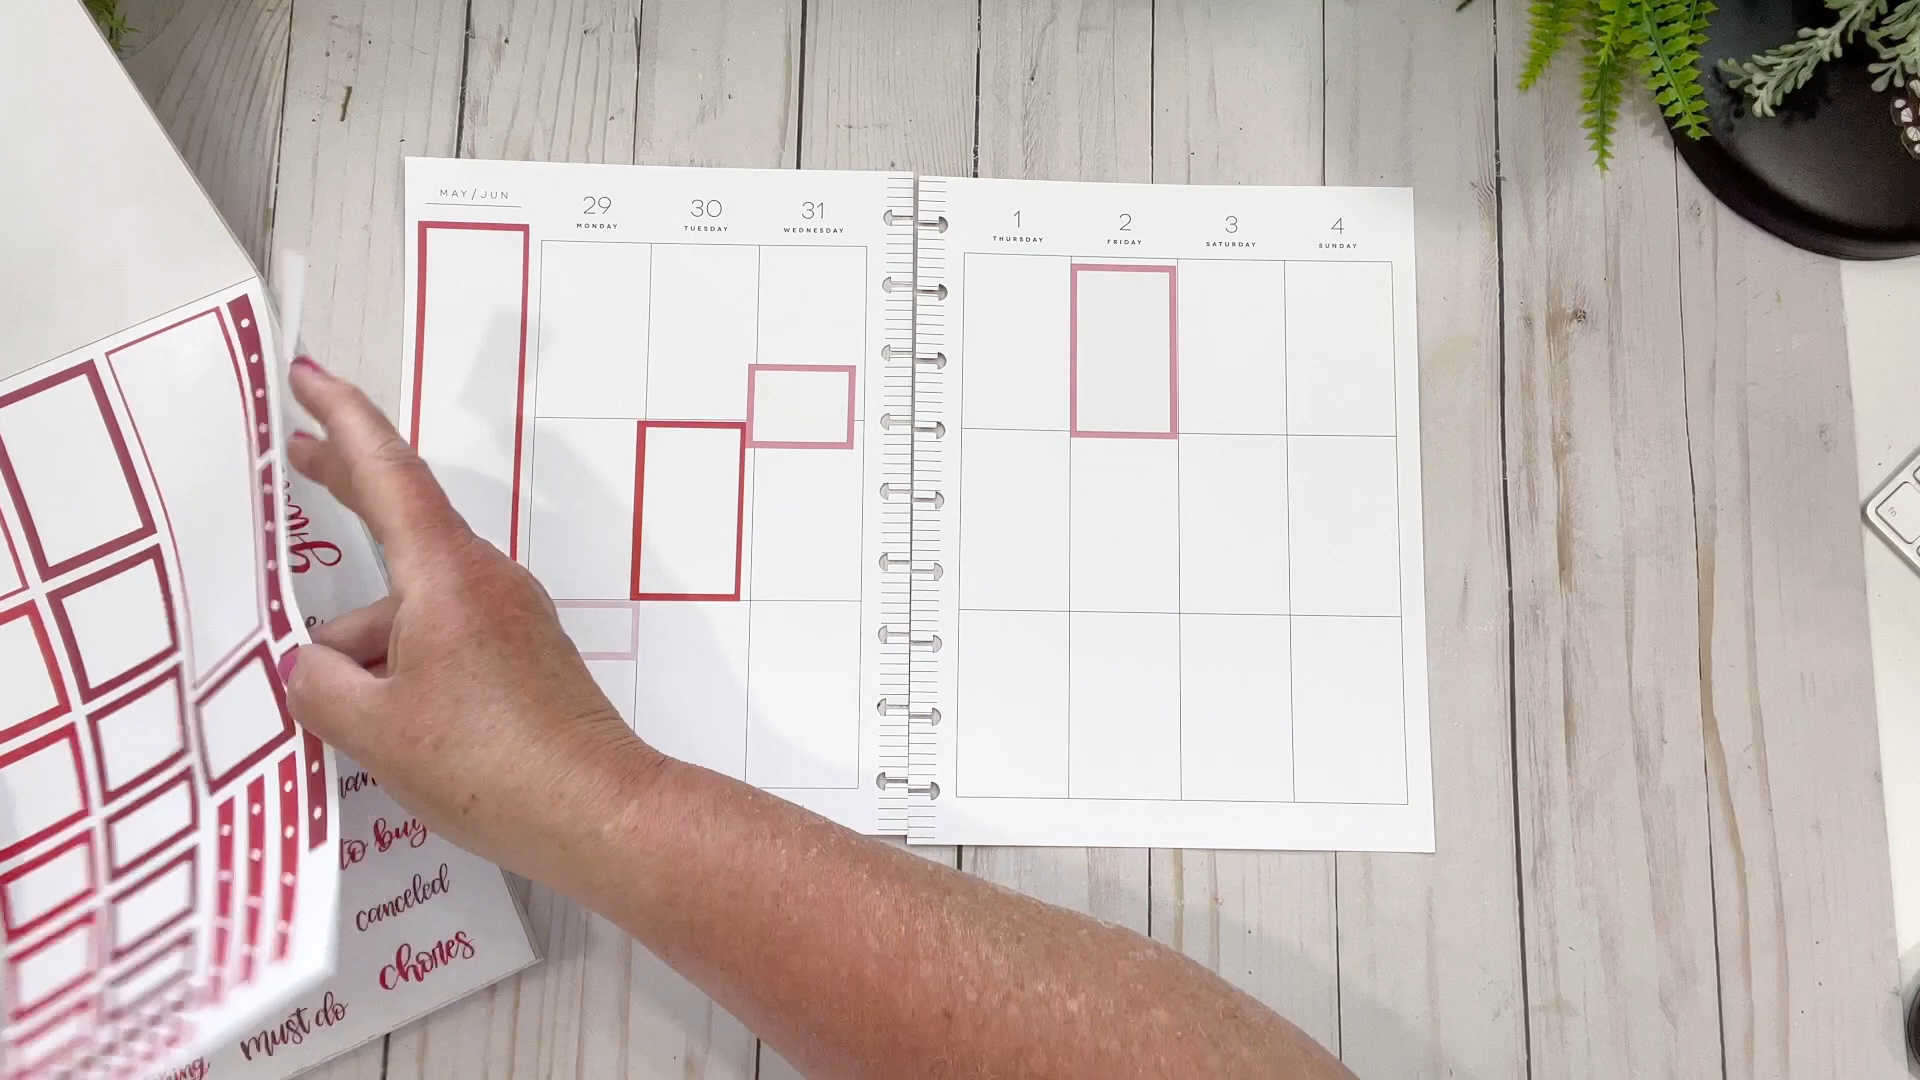 MAY/JUN
29
MONDAY
30
TUESDAY
31
WEDNESDAY
1
THURSDAY
2
FRIDAY
3
SATURDAY
4
SUNDAY
to buy
canceled
chores
must do
fn